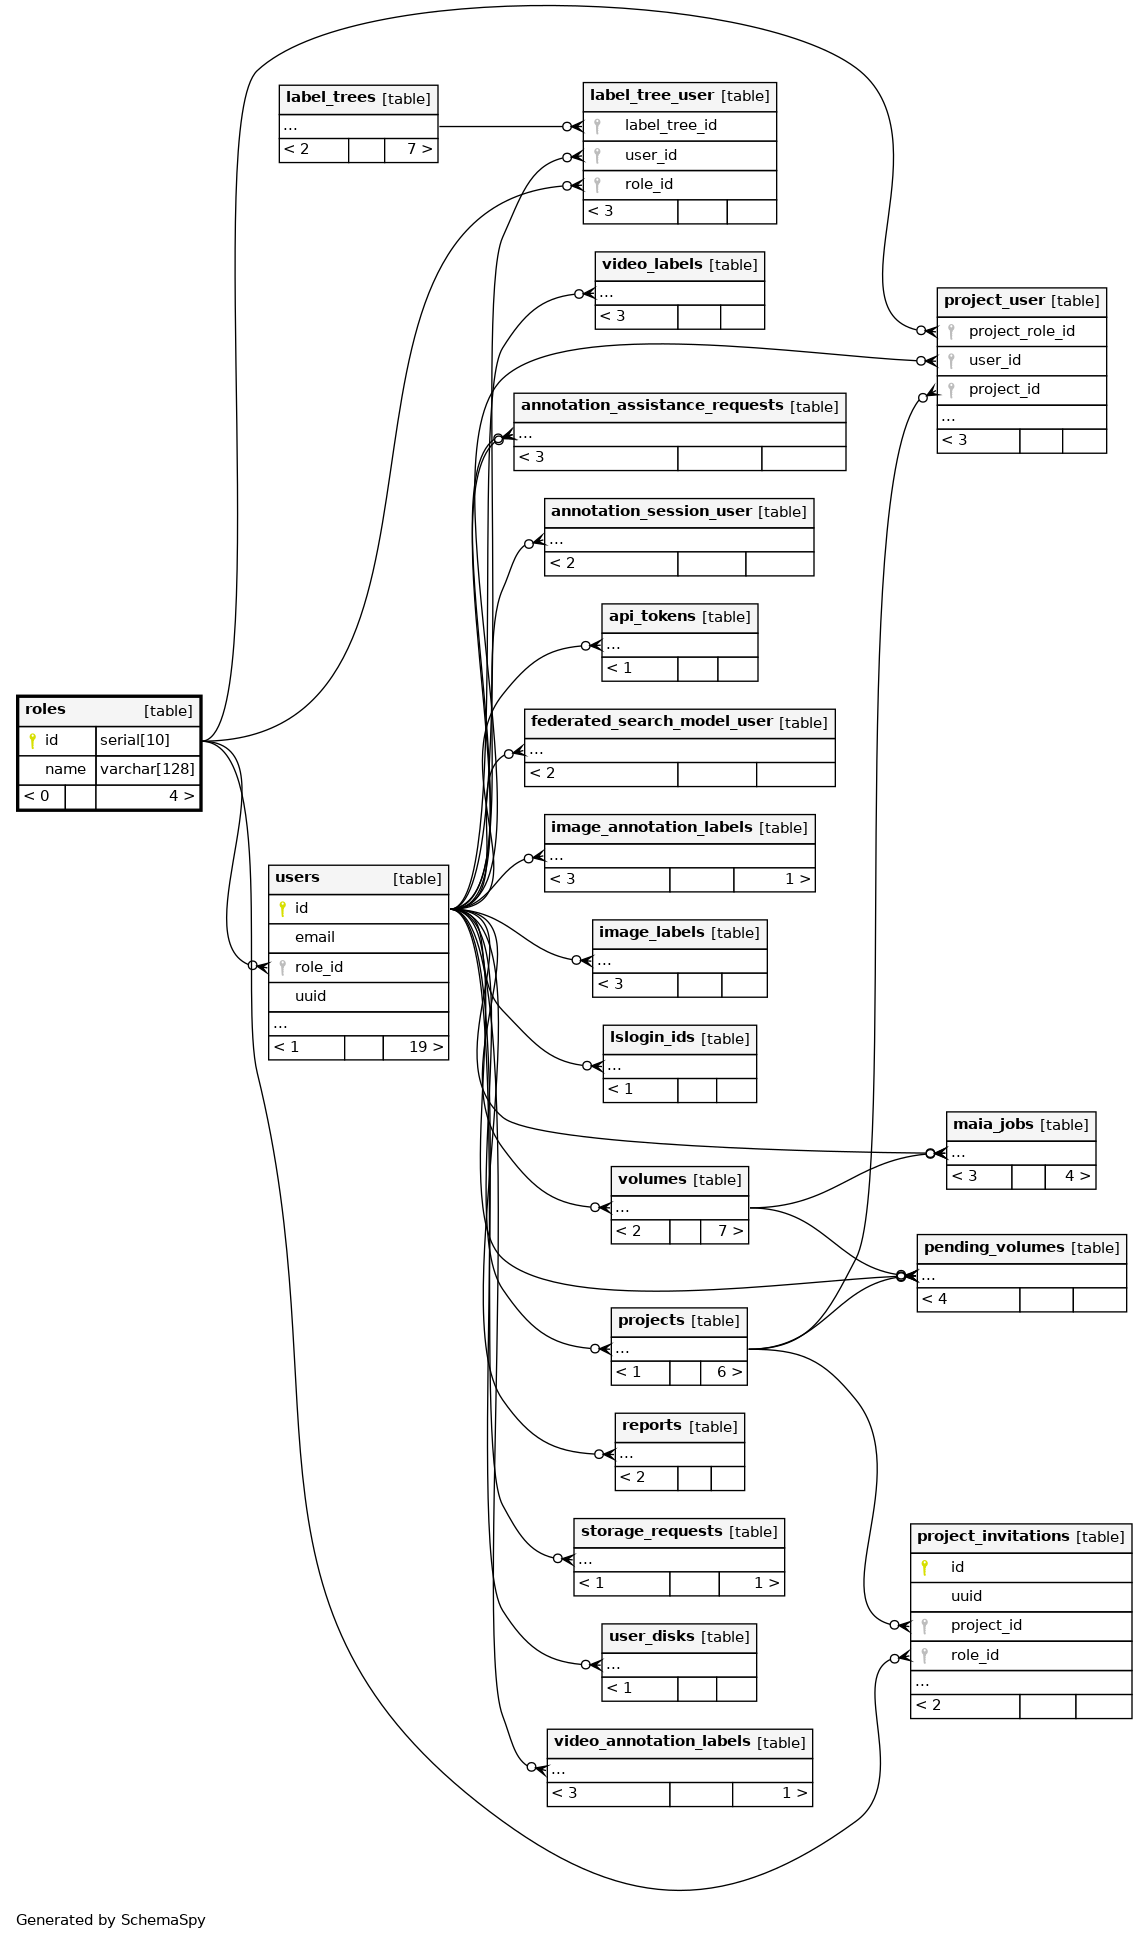 label_trees [table]
...
< 2 7 >
label_tree_user [table]
label_tree_id
user_id
role_id
< 3
video_labels [table]
...
< 3
project_user [table]
project_role_id
user_id
project_id
...
< 3
annotation_assistance_requests [table]
...
< 3
annotation_session_user [table]
...
< 2
api_tokens [table]
...
< 1
roles [table]
id serial[10]
name varchar[128]
< 0 4 >
federated_search_model_user [table]
...
< 2
image_annotation_labels [table]
...
< 3 1 >
users [table]
id
email
role_id
uuid
...
< 1 19 >
image_labels [table]
...
< 3
lslogin_ids [table]
...
< 1
maia_jobs [table]
...
< 3 4 >
volumes [table]
...
< 2 7 >
pending_volumes [table]
...
< 4
projects [table]
...
< 1 6 >
reports [table]
...
< 2
storage_requests [table]
...
< 1 1 >
project_invitations [table]
id
uuid
project_id
role_id
...
< 2
user_disks [table]
...
< 1
video_annotation_labels [table]
...
< 3 1 >
Generated by SchemaSpy